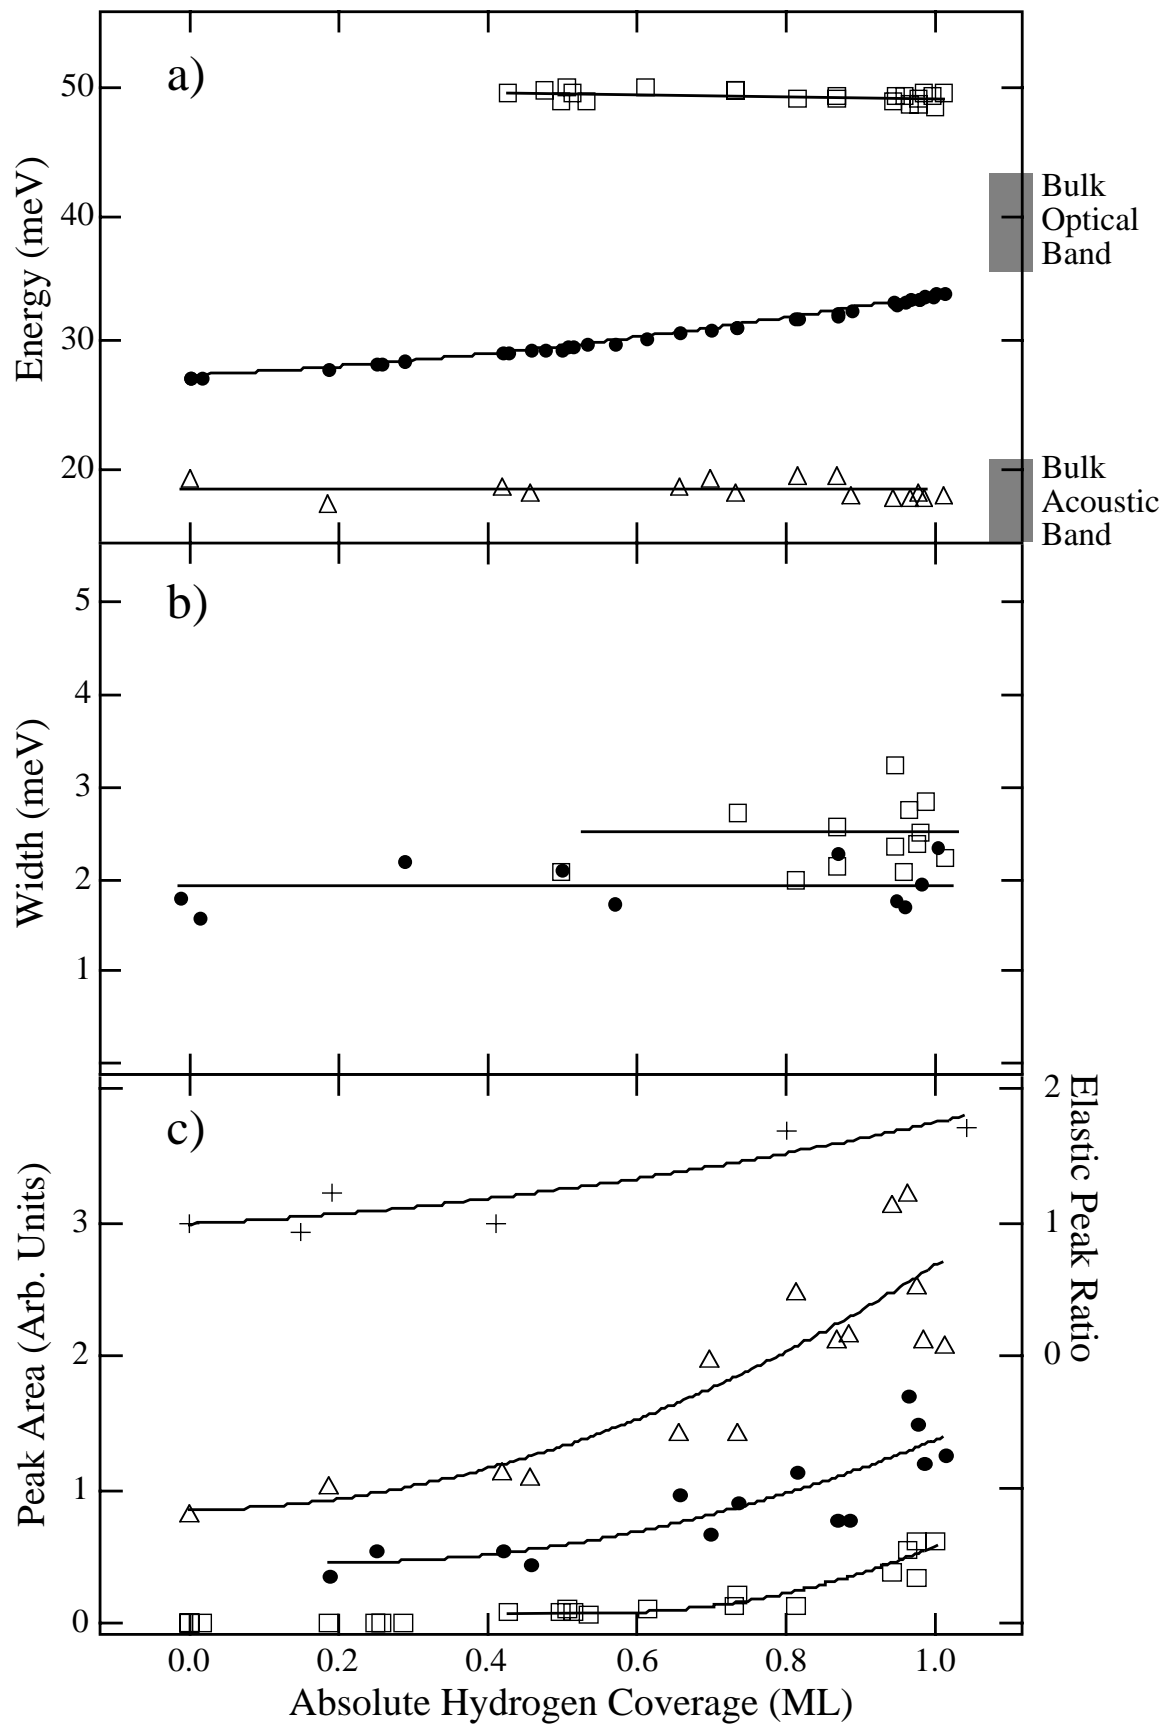 a)
50
40
30
20
Energy (meV)
Bulk
Optical
Band
Bulk
Acoustic
Band
b)
5
4
3
2
1
Width (meV)
c)
3
2
1
0
Peak Area (Arb. Units)
2
1
0
Elastic Peak Ratio
0.0 0.2 0.4 0.6 0.8 1.0
Absolute Hydrogen Coverage (ML)